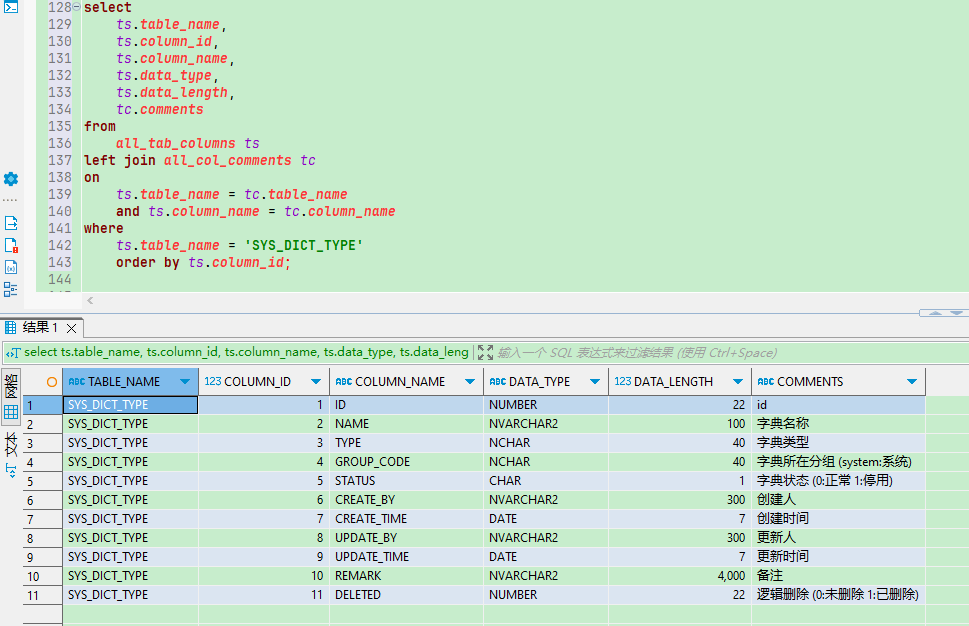 128 select
129 ts.table_name,
130 ts.column_id,
131 ts.column_name,
132 ts.data_type,
133 ts.data_length,
134 tc.comments
135 from
136 all_tab_columns ts
137 left join all_col_comments tc
138 on
139 ts.table_name = tc.table_name
140 and ts.column_name = tc.column_name
141 where
142 ts.table_name = 'SYS_DICT_TYPE'
143 order by ts.column_id;
144
结果 1
select ts.table_name, ts.column_id, ts.column_name, ts.data_type, ts.data_leng 输入一个 SQL 表达式来过滤结果 (使用 Ctrl+Space)
网格
文本
ABC TABLE_NAME 123 COLUMN_ID ABC COLUMN_NAME ABC DATA_TYPE 123 DATA_LENGTH ABC COMMENTS
1 SYS_DICT_TYPE 1 ID NUMBER 22 id
2 SYS_DICT_TYPE 2 NAME NVARCHAR2 100 字典名称
3 SYS_DICT_TYPE 3 TYPE NCHAR 40 字典类型
4 SYS_DICT_TYPE 4 GROUP_CODE NCHAR 40 字典所在分组 (system:系统)
5 SYS_DICT_TYPE 5 STATUS CHAR 1 字典状态 (0:正常 1:停用)
6 SYS_DICT_TYPE 6 CREATE_BY NVARCHAR2 300 创建人
7 SYS_DICT_TYPE 7 CREATE_TIME DATE 7 创建时间
8 SYS_DICT_TYPE 8 UPDATE_BY NVARCHAR2 300 更新人
9 SYS_DICT_TYPE 9 UPDATE_TIME DATE 7 更新时间
10 SYS_DICT_TYPE 10 REMARK NVARCHAR2 4,000 备注
11 SYS_DICT_TYPE 11 DELETED NUMBER 22 逻辑删除 (0:未删除 1:已删除)